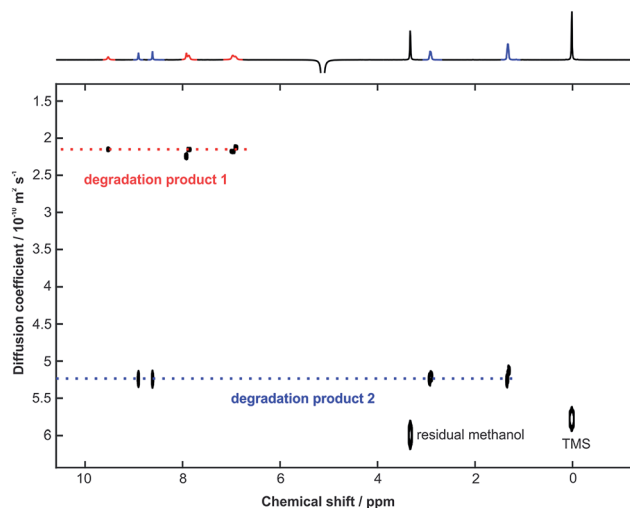 1.5
2
2.5
3
3.5
4
4.5
5
5.5
6
Diffusion coefficient / 10⁻¹⁰ m² s⁻¹
degradation product 1
degradation product 2
residual methanol
TMS
10
8
6
4
2
0
Chemical shift / ppm